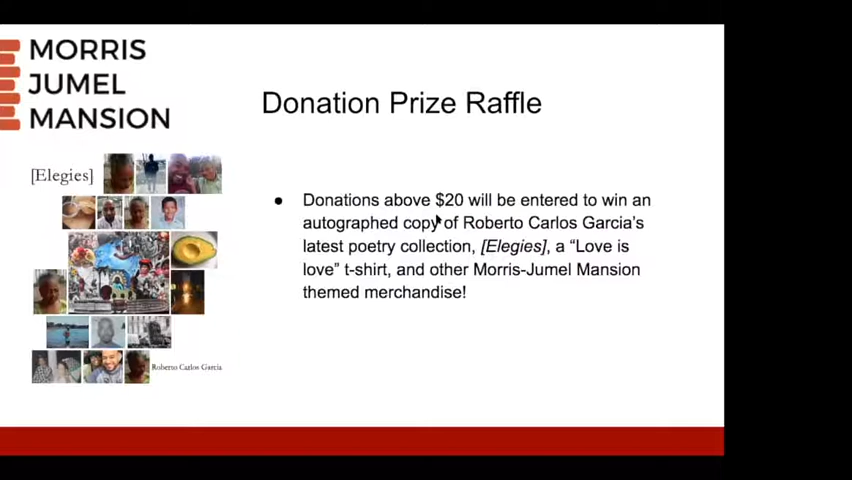 MORRIS
JUMEL
MANSION
Donation Prize Raffle
[Elegies]
Roberto Carlos Garcia
● Donations above $20 will be entered to win an
autographed copy of Roberto Carlos Garcia’s
latest poetry collection, [Elegies], a “Love is
love” t-shirt, and other Morris-Jumel Mansion
themed merchandise!